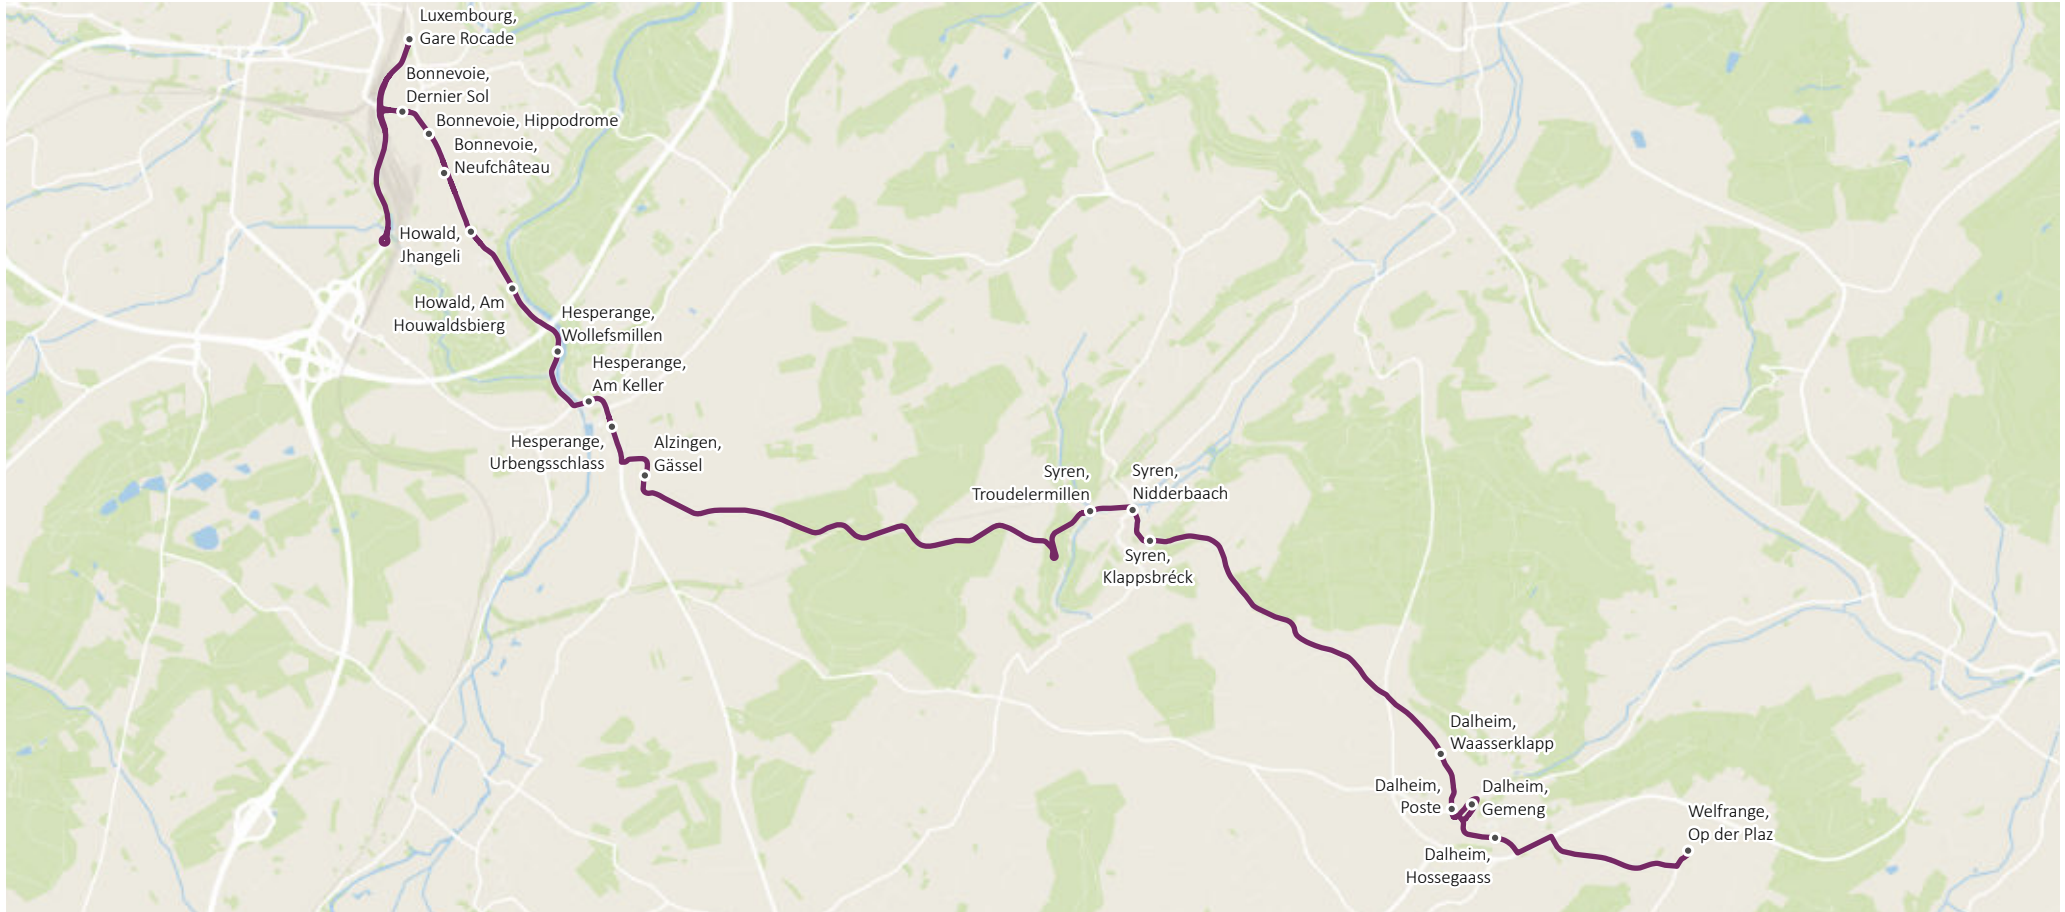 Luxembourg,
Gare Rocade
Bonnevoie,
Dernier Sol
Bonnevoie, Hippodrome
Bonnevoie,
Neufchâteau
Howald,
Jhangeli
Howald, Am
Houwaldsbierg
Hesperange,
Wollefsmillen
Hesperange,
Am Keller
Hesperange,
Urbengsschlass
Alzingen,
Gässel
Syren,
Troudelermillen
Syren,
Nidderbaach
Syren,
Klappsbréck
Dalheim,
Waasserklapp
Dalheim,
Poste
Dalheim,
Gemeng
Dalheim,
Hossegaass
Welfrange,
Op der Plaz